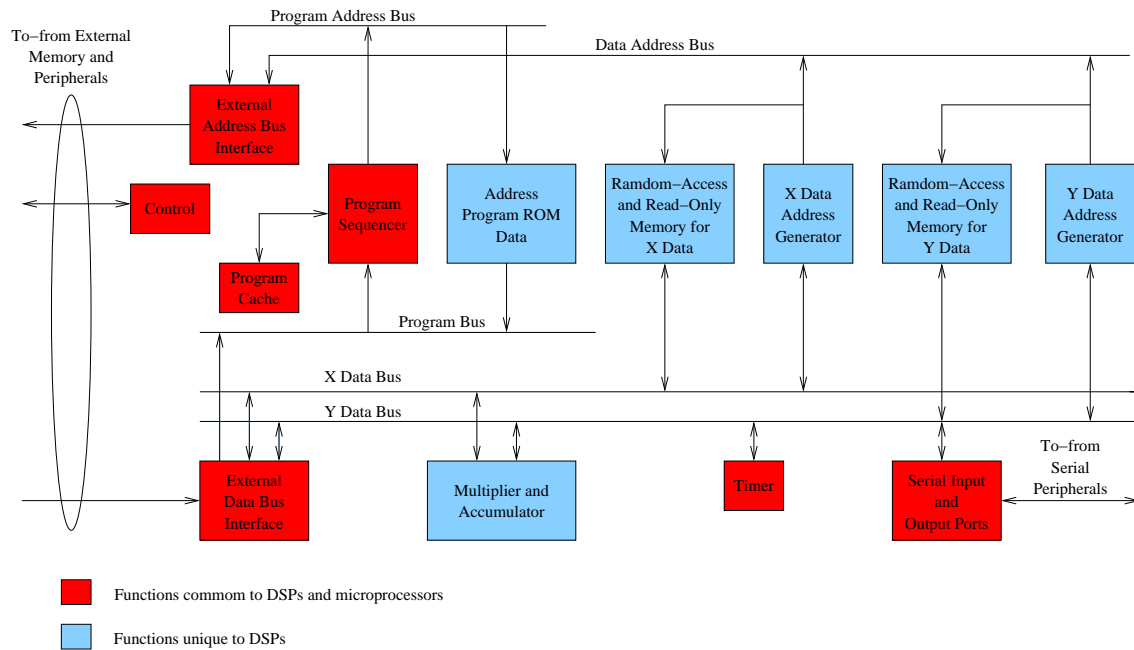 Program Address Bus
To−from External
Memory and
Peripherals
Data Address Bus
External
Address Bus
Interface
Control
Program
Sequencer
Address
Program ROM
Data
Ramdom−Access
and Read−Only
Memory for
X Data
X Data
Address
Generator
Ramdom−Access
and Read−Only
Memory for
Y Data
Y Data
Address
Generator
Program
Cache
Program Bus
X Data Bus
Y Data Bus
External
Data Bus
Interface
Multiplier and
Accumulator
Timer
Serial Input
and
Output Ports
To−from
Serial
Peripherals
Functions commom to DSPs and microprocessors
Functions unique to DSPs